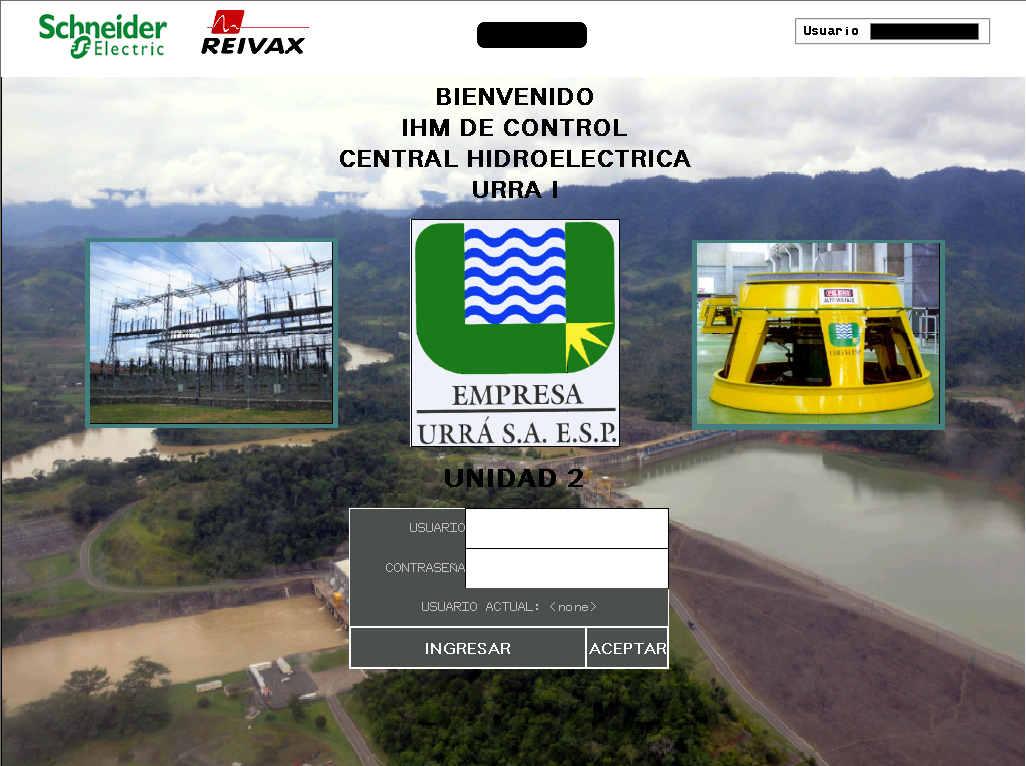 Schneider
Electric
REIVAX
Usuario
BIENVENIDO
IHM DE CONTROL
CENTRAL HIDROELECTRICA
URRA I
PELIGRO
ALTO VOLTAJE
URRA S.A. E.S.P.
EMPRESA
URRÁ S.A. E.S.P.
UNIDAD 2
USUARIO
CONTRASEÑA
USUARIO ACTUAL: <none>
INGRESAR
ACEPTAR